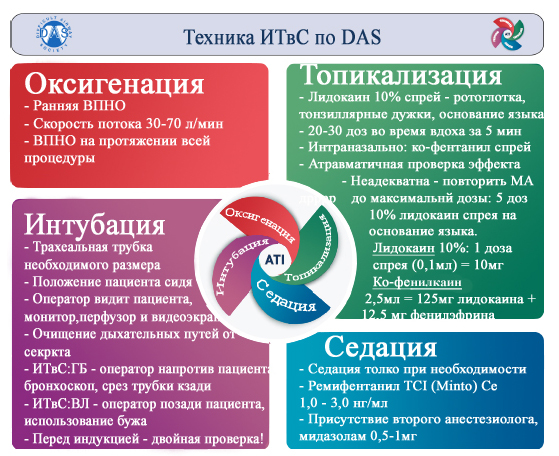 DIFFICULT AIRWAY
DAS
SOCIETY
Техника ИТвС по DAS
Оксигенация
- Ранняя ВПНО
- Скорость потока 30-70 л/мин
- ВПНО на протяжении всей
процедуры
Топикализация
- Лидокаин 10% спрей - ротоглотка,
тонзиллярные дужки, основание языка
- 20-30 доз во время вдоха за 5 мин
- Интраназально: ко-фентанил спрей
- Атравматичная проверка эффекта
- Неадекватна - повторить МА
до максимальнй дозы: 5 доз
10% лидокаин спрея на
основание языка.
Лидокаин 10%: 1 доза
спрея (0,1мл) = 10мг
Ко-фенилкаин
2,5мл = 125мг лидокаина +
12,5 мг фенилэфрина
Интубация
- Трахеальная трубка
необходимого размера
- Положение пациента сидя
- Оператор видит пациента,
монитор,перфузор и видеоэкран
- Очищение дыхательных путей от
секркта
- ИТвС:ГБ - оператор напротив пациента
бронхоскоп, срез трубки кзади
- ИТвС:ВЛ - оператор позади пациента,
использование бужа
- Перед индукцией - двойная проверка!
Оксигенация
Топикализация
Седация
Интубация
ATI
Седация
- Седация толко при необходимости
- Ремифентанил TCI (Minto) Ce
1,0 - 3,0 нг/мл
- Присутствие второго анестезиолога,
мидазолам 0,5-1мг